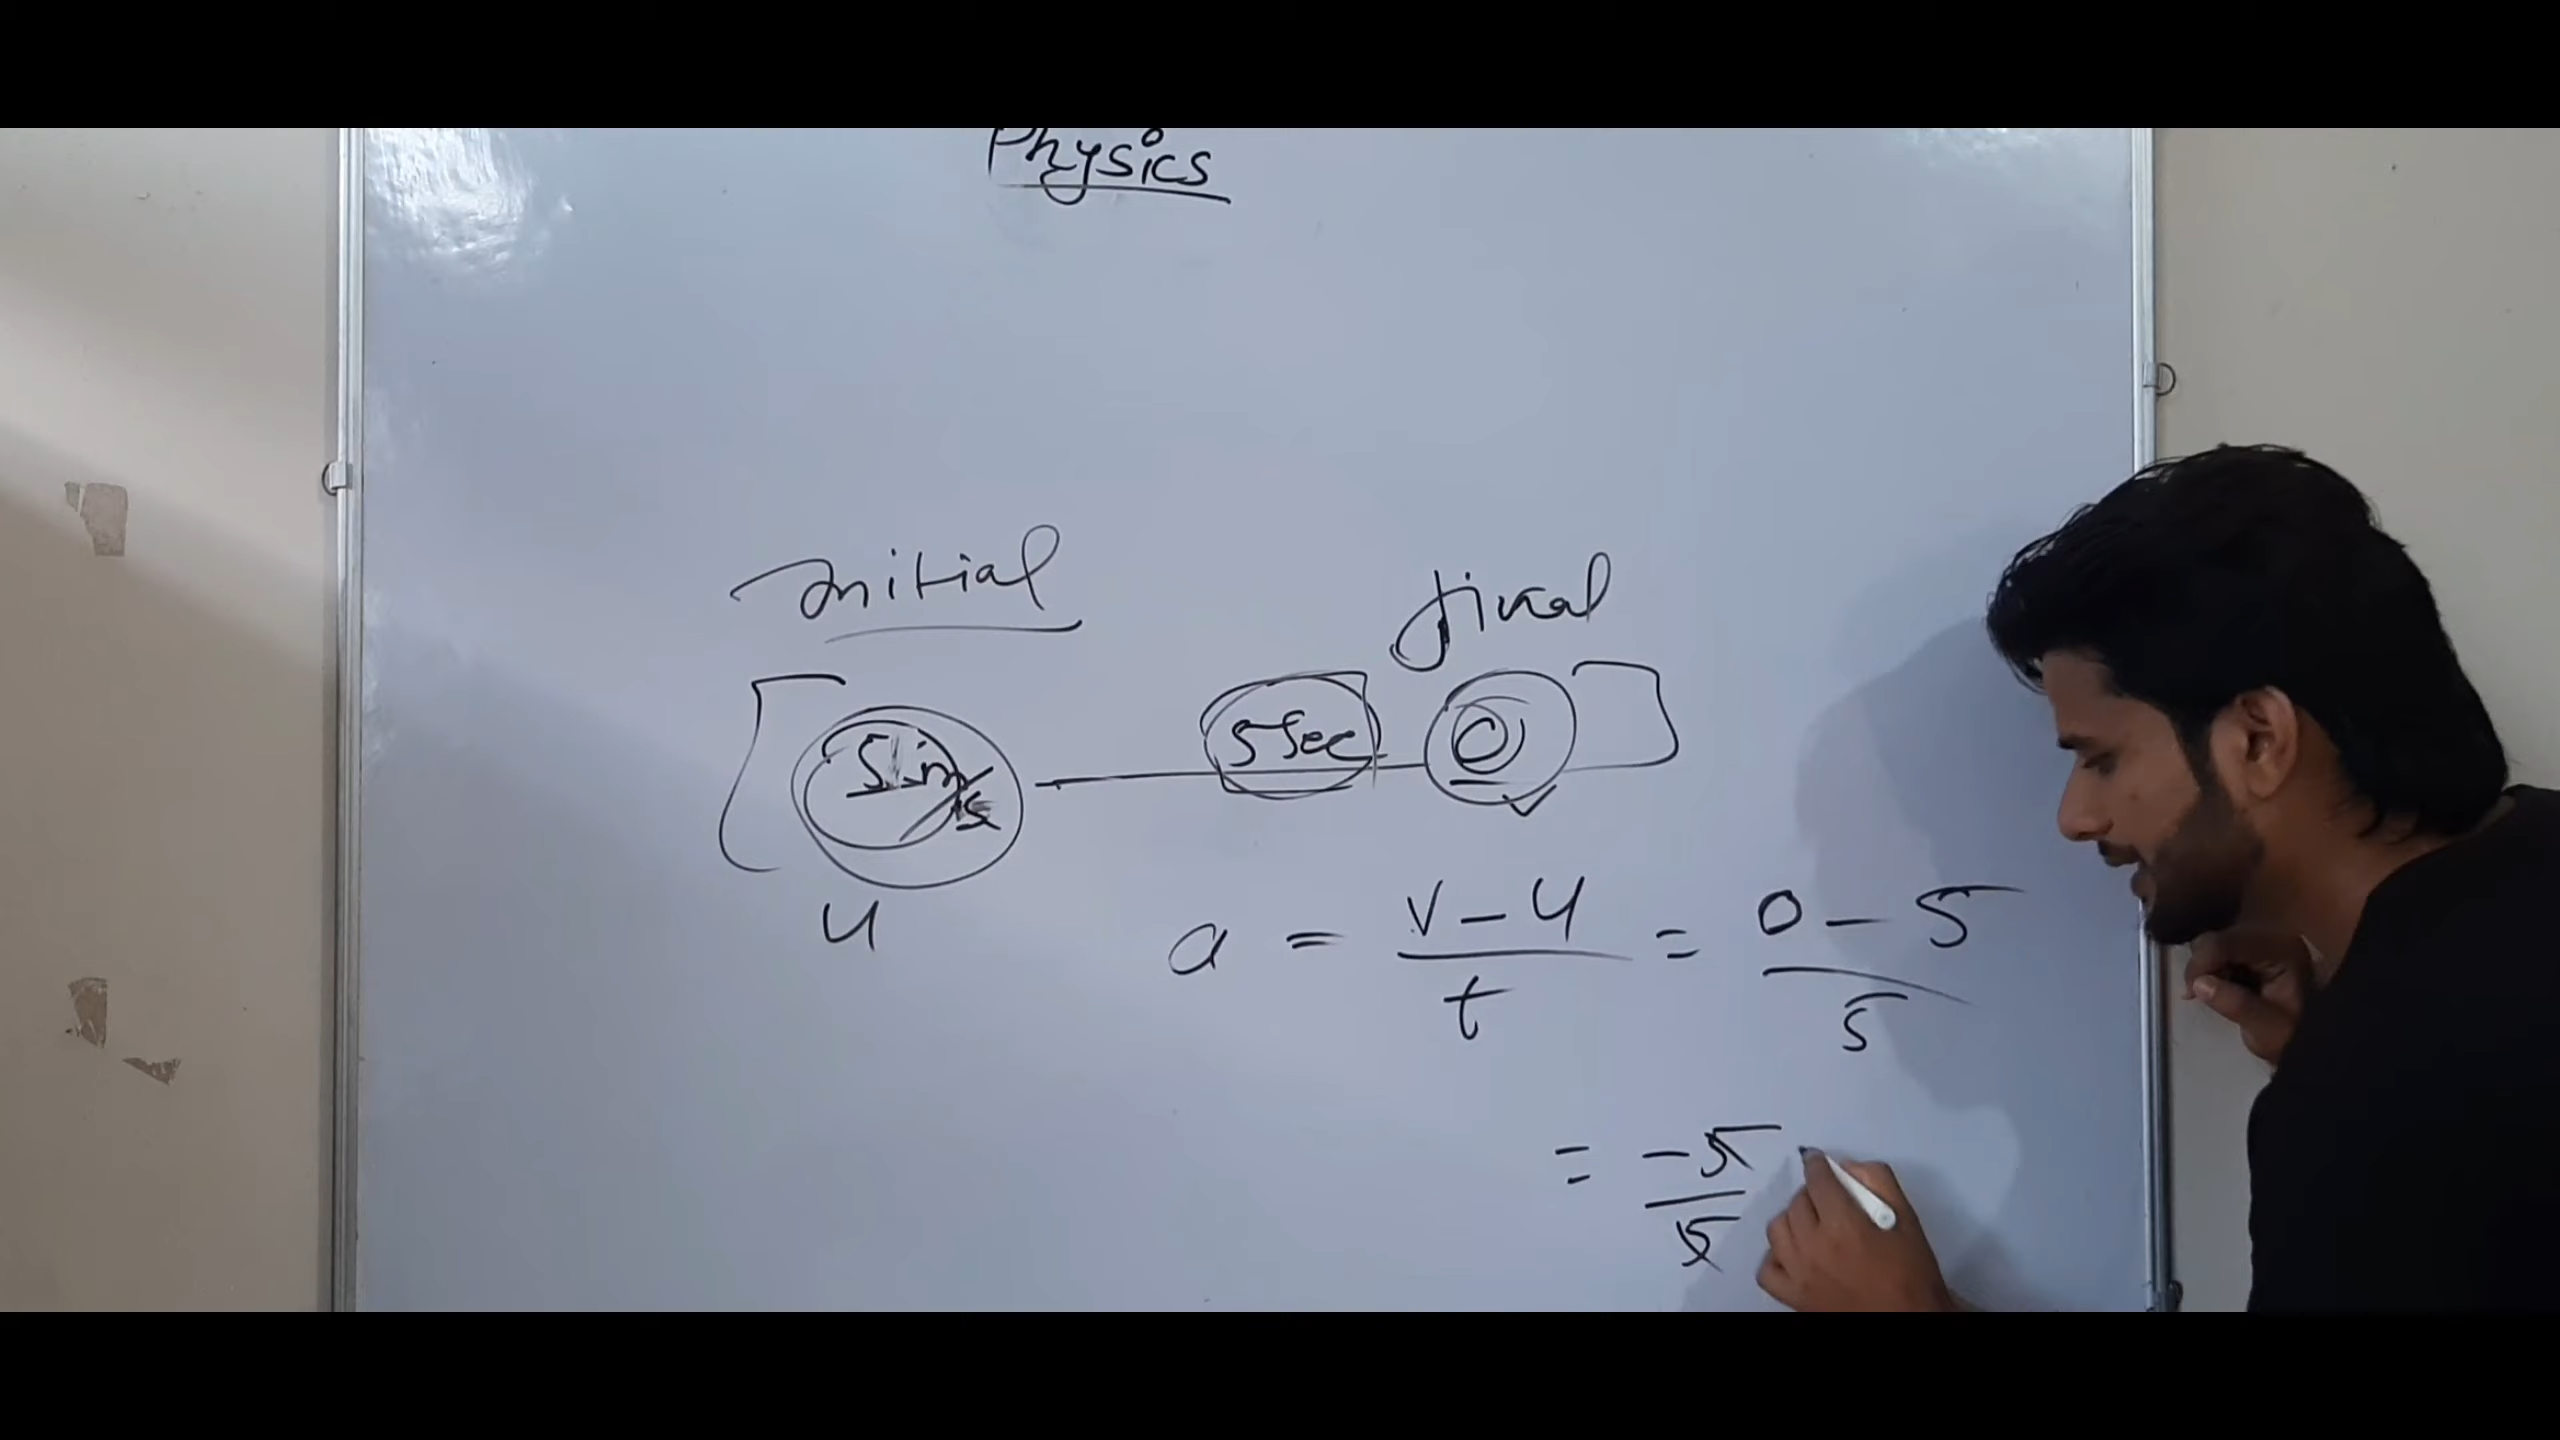 Physics
Initial
final
5 m/s
5 sec
0
u
a = v - u / t = 0 - 5 / 5
= -5 / 5